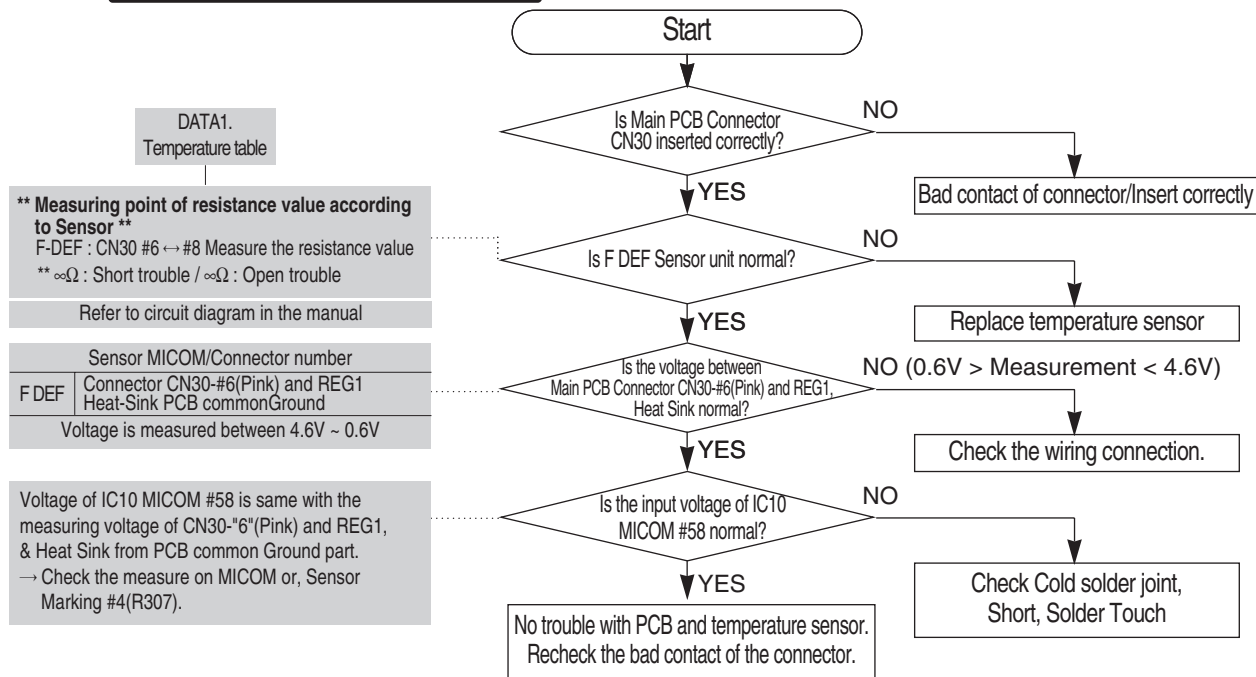 Start
DATA1.
Temperature table
Is Main PCB Connector
CN30 inserted correctly?
NO
Bad contact of connector/Insert correctly
YES
** Measuring point of resistance value according
to Sensor **
F-DEF : CN30 #6 ↔ #8 Measure the resistance value
** ∞Ω : Short trouble / ∞Ω : Open trouble
Refer to circuit diagram in the manual
Is F DEF Sensor unit normal?
NO
Replace temperature sensor
YES
Sensor MICOM/Connector number
F DEF
Connector CN30-#6(Pink) and REG1
Heat-Sink PCB commonGround
Voltage is measured between 4.6V ~ 0.6V
Is the voltage between
Main PCB Connector CN30-#6(Pink) and REG1,
Heat Sink normal?
NO (0.6V > Measurement < 4.6V)
Check the wiring connection.
YES
Voltage of IC10 MICOM #58 is same with the
measuring voltage of CN30-"6"(Pink) and REG1,
& Heat Sink from PCB common Ground part.
→ Check the measure on MICOM or, Sensor
Marking #4(R307).
Is the input voltage of IC10
MICOM #58 normal?
NO
Check Cold solder joint,
Short, Solder Touch
YES
No trouble with PCB and temperature sensor.
Recheck the bad contact of the connector.